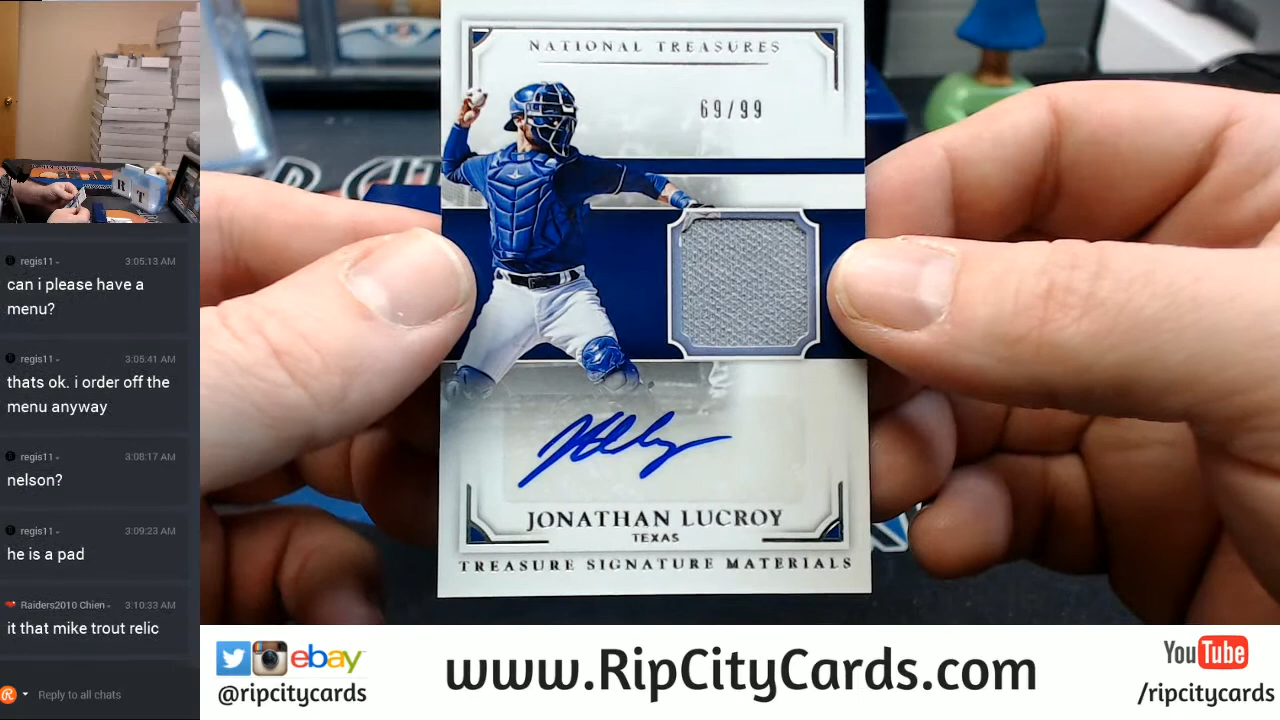 NATIONAL TREASURES
69/99
JONATHAN LUCROY
TEXAS
TREASURE SIGNATURE MATERIALS
R T
regis11 - 3:05:13 AM
can i please have a
menu?
regis11 - 3:05:41 AM
thats ok. i order off the
menu anyway
regis11 - 3:08:17 AM
nelson?
regis11 - 3:09:23 AM
he is a pad
Raiders2010 Chien - 3:10:33 AM
it that mike trout relic
Reply to all chats
ebay
@ripcitycards
www.RipCityCards.com
YouTube
/ripcitycards